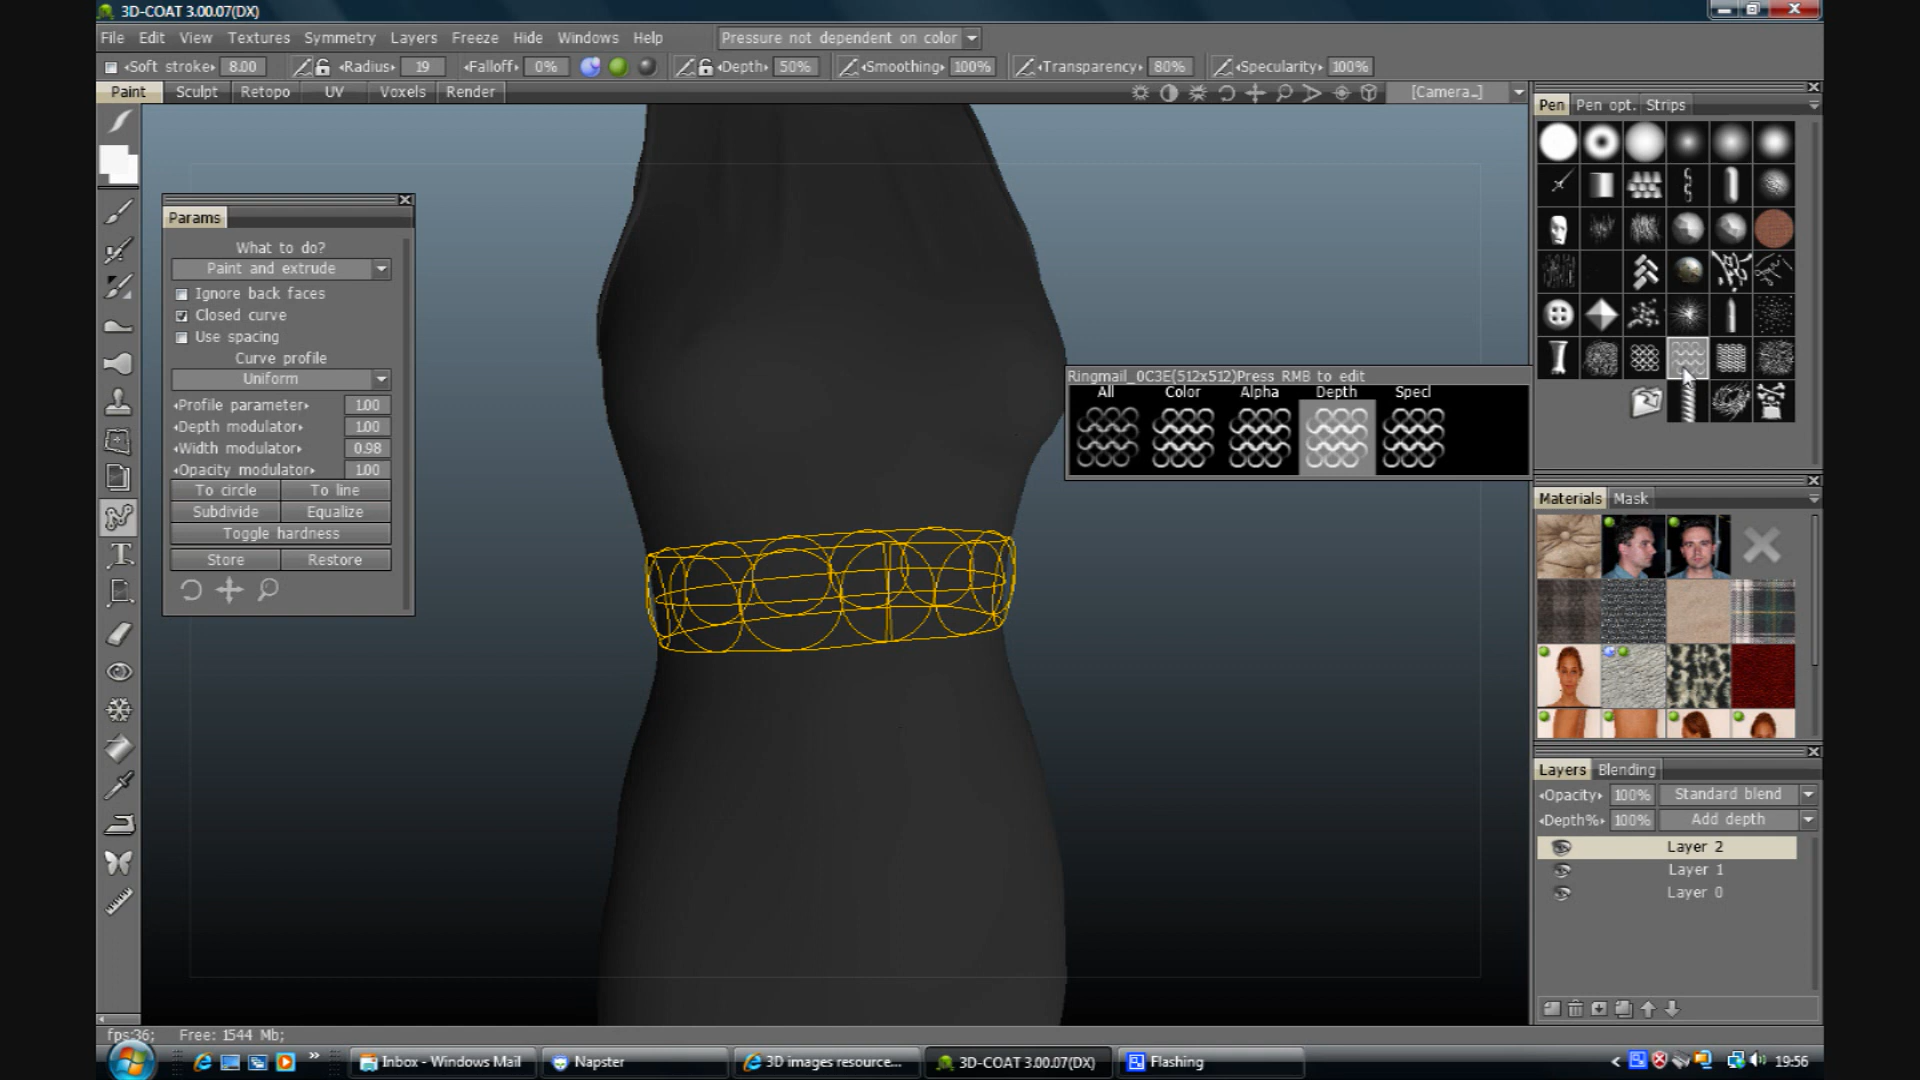 3D-COAT 3.00.07(DX)
File Edit View Textures Symmetry Layers Freeze Hide Windows Help Pressure not dependent on color
Soft stroke 8.00 Radius 19 Falloff 0% Depth 50% Smoothing 100% Transparency 80% Specularity 100%
Paint Sculpt Retopo UV Voxels Render [Camera_]
Pen Pen opt. Strips
Params
What to do?
Paint and extrude
Ignore back faces
Closed curve
Use spacing
Curve profile
Uniform
Profile parameter 1.00
Depth modulator 1.00
Width modulator 0.98
Opacity modulator 1.00
To circle To line
Subdivide Equalize
Toggle hardness
Store Restore
Ringmail_0C3E(512x512)Press RMB to edit
All Color Alpha Depth Specl
Materials Mask
Layers Blending
Opacity 100% Standard blend
Depth% 100% Add depth
Layer 2
Layer 1
Layer 0
fps:36; Free: 1544 Mb;
Inbox - Windows Mail Napster 3D images resource... 3D-COAT 3.00.07(DX) Flashing 19:56